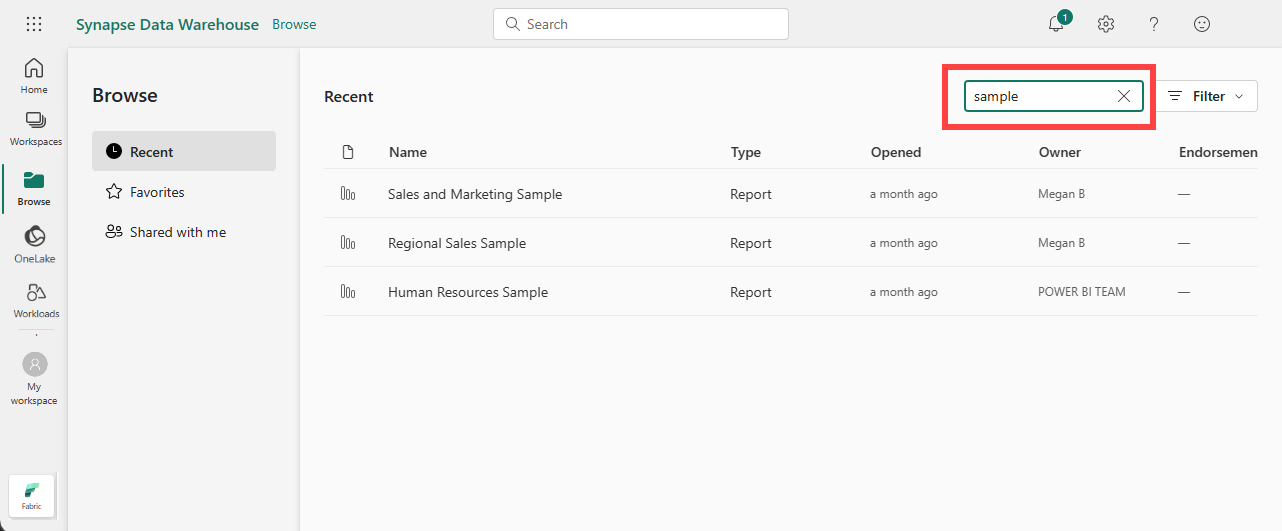 Synapse Data Warehouse Browse
Search
1
Home
Workspaces
Browse
OneLake
Workloads
My
workspace
Fabric
Browse
Recent
Favorites
Shared with me
Recent
sample
Filter
Name Type Opened Owner Endorsemen
Sales and Marketing Sample Report a month ago Megan B —
Regional Sales Sample Report a month ago Megan B —
Human Resources Sample Report a month ago POWER BI TEAM —